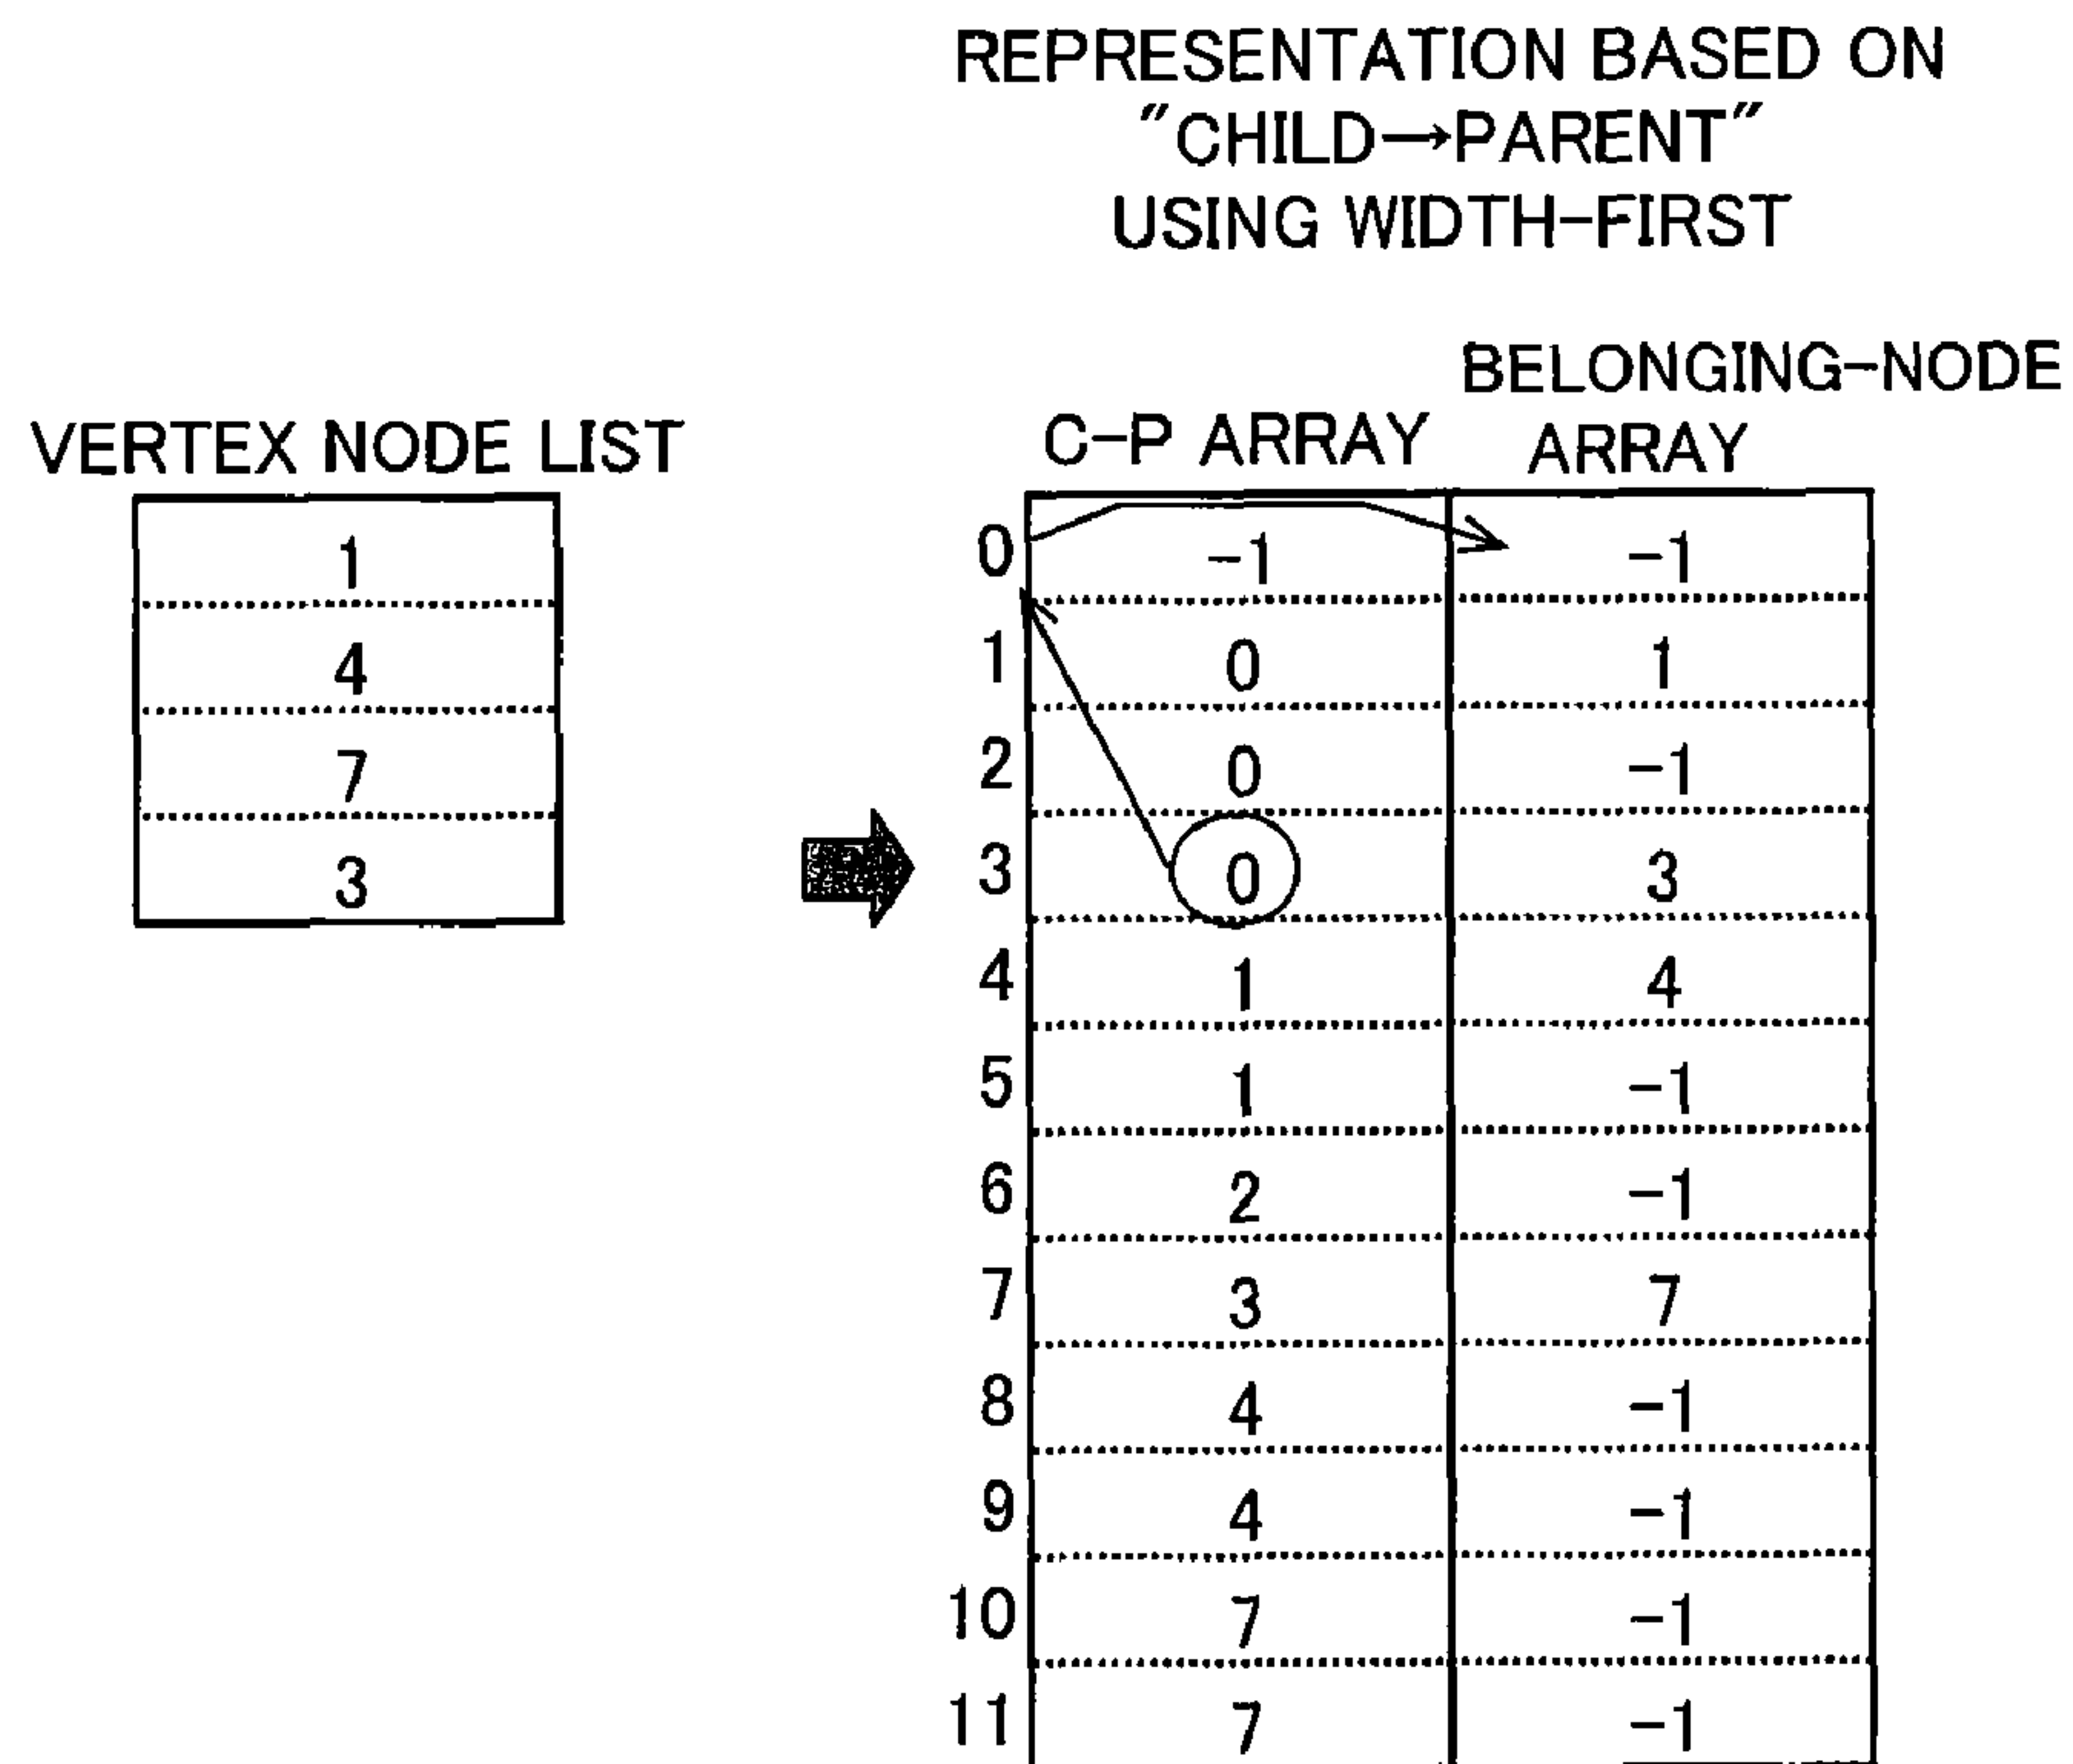 REPRESENTATION BASED ON
"CHILD→PARENT"
USING WIDTH-FIRST
VERTEX NODE LIST
1
4
7
3
C-P ARRAY
BELONGING-NODE
ARRAY
0 -1 -1
1 0 1
2 0 -1
3 0 3
4 1 4
5 1 -1
6 2 -1
7 3 7
8 4 -1
9 4 -1
10 7 -1
11 7 -1